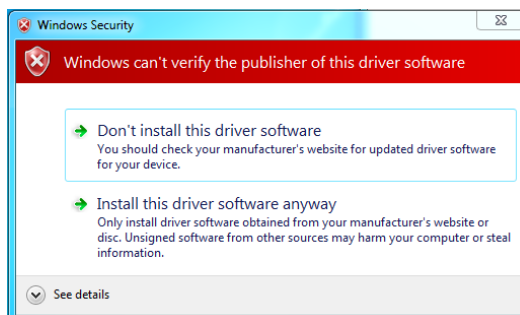 Windows Security
Windows can't verify the publisher of this driver software
Don't install this driver software
You should check your manufacturer's website for updated driver software
for your device.
Install this driver software anyway
Only install driver software obtained from your manufacturer's website or
disc. Unsigned software from other sources may harm your computer or steal
information.
See details